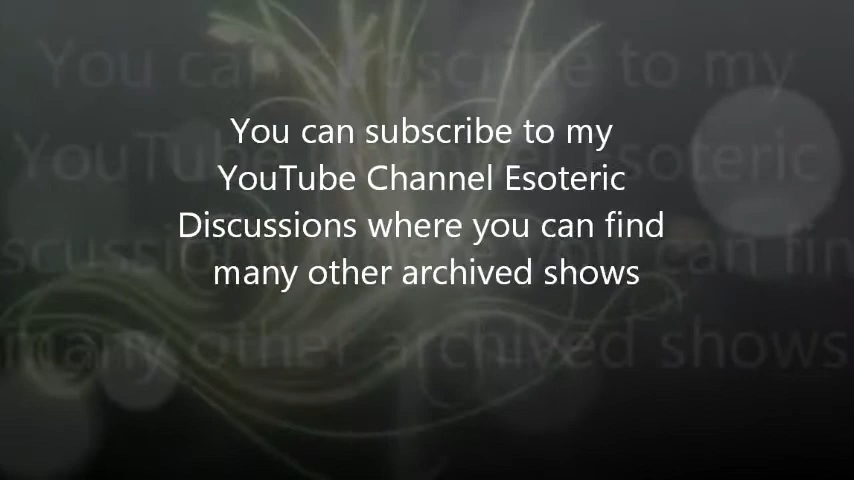 You can subscribe to my
YouTube Channel Esoteric
Discussions where you can find
many other archived shows